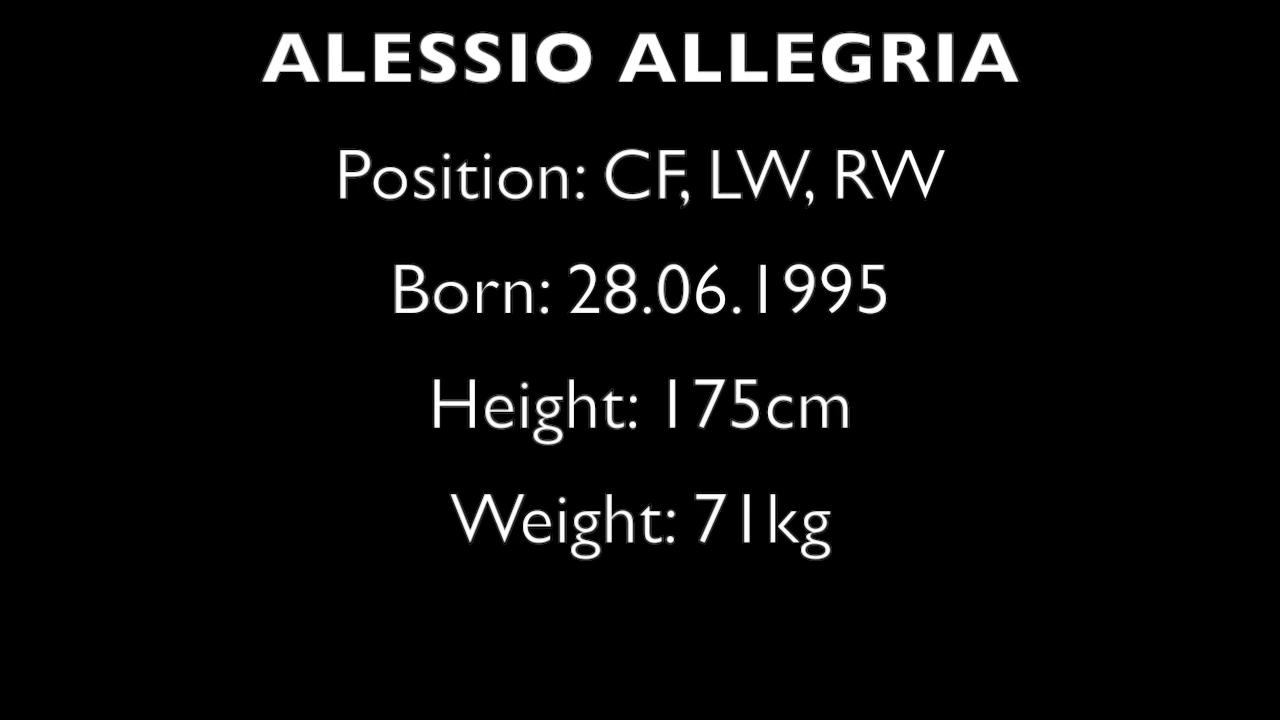 ALESSIO ALLEGRIA
Position: CF, LW, RW
Born: 28.06.1995
Height: 175cm
Weight: 71kg